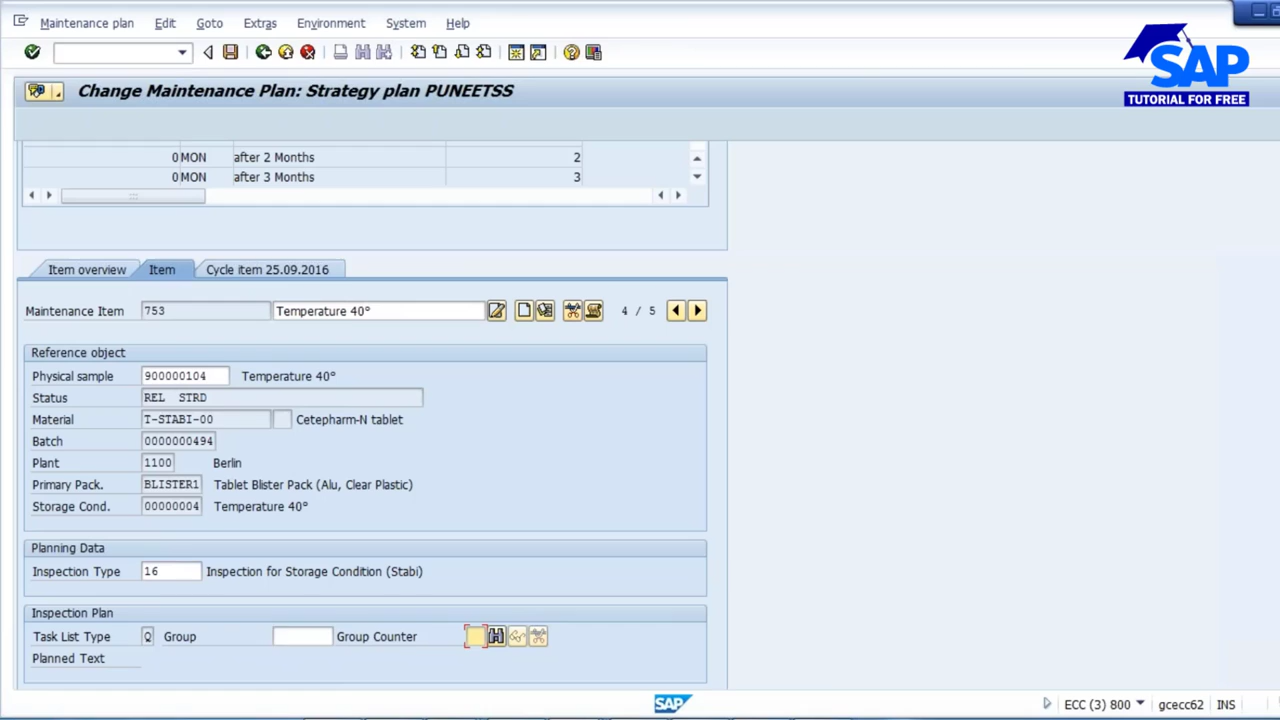 Maintenance plan Edit Goto Extras Environment System Help
SAP
TUTORIAL FOR FREE
Change Maintenance Plan: Strategy plan PUNEETSS
0 MON after 2 Months 2
0 MON after 3 Months 3
Item overview Item Cycle item 25.09.2016
Maintenance Item 753 Temperature 40° 4 / 5
Reference object
Physical sample 900000104 Temperature 40°
Status REL STRD
Material T-STABI-00 Cetepharm-N tablet
Batch 0000000494
Plant 1100 Berlin
Primary Pack. BLISTER1 Tablet Blister Pack (Alu, Clear Plastic)
Storage Cond. 00000004 Temperature 40°
Planning Data
Inspection Type 16 Inspection for Storage Condition (Stabi)
Inspection Plan
Task List Type Q Group Group Counter
Planned Text
SAP ECC (3) 800 gcecc62 INS